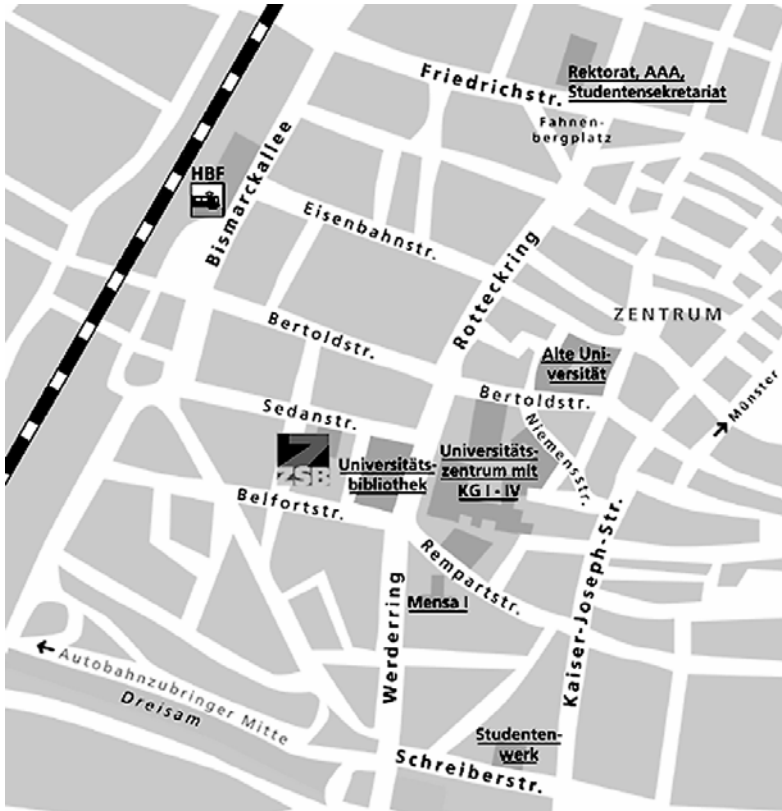 Friedrichstr.
Rektorat, AAA,
Studentensekretariat
Fahnen-
bergplatz
HBF
Bismarckallee
Eisenbahnstr.
Rotteckring
ZENTRUM
Bertoldstr.
Alte Uni-
versität
Bertoldstr.
Münster
Sedanstr.
Niemensstr.
Z
ZSB
Universitäts-
bibliothek
Universitäts-
zentrum mit
KG I - IV
Belfortstr.
Kaiser-Joseph-Str.
Rempartstr.
Mensa I
Werderring
Autobahnzubringer Mitte
Dreisam
Studenten-
werk
Schreiberstr.